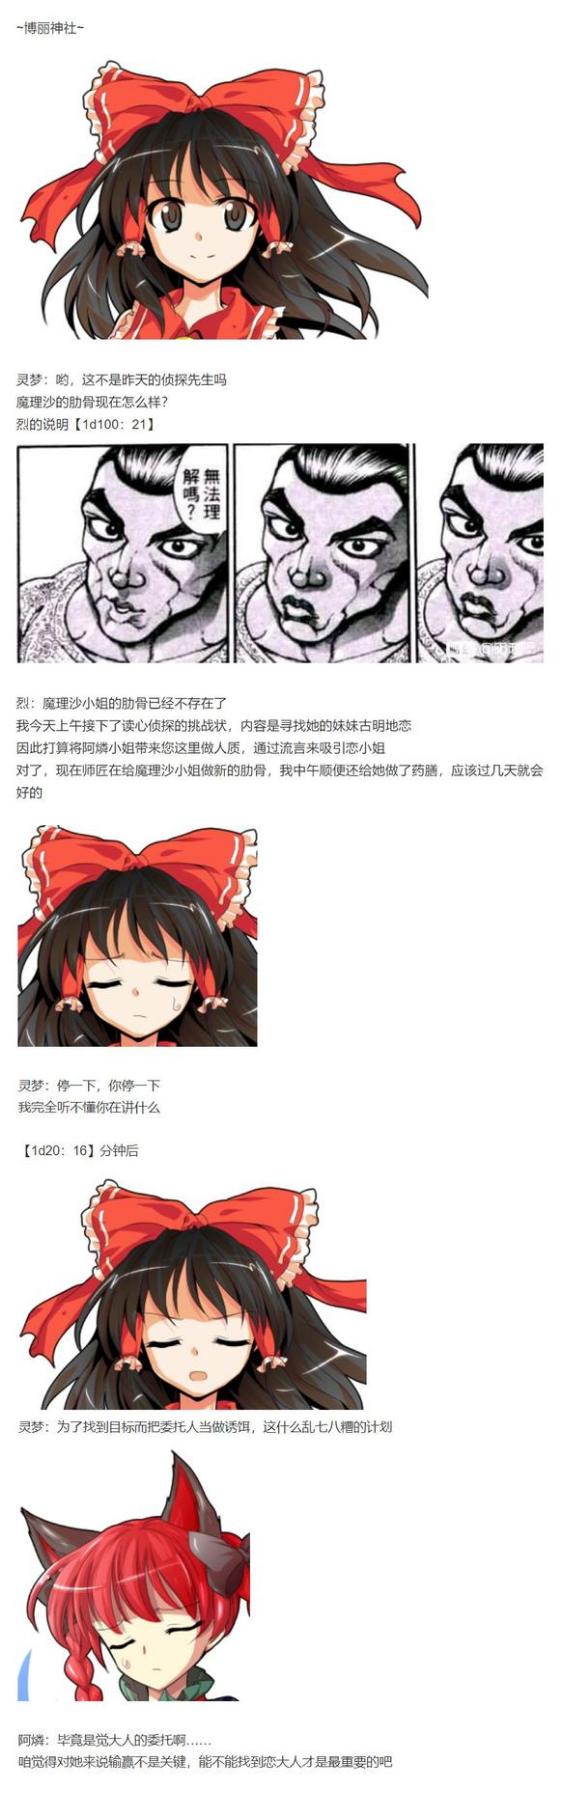 ~博丽神社~
灵梦：哟，这不是昨天的侦探先生吗
魔理沙的肋骨现在怎么样？
烈的说明【1d100：21】
無法理
解嗎？
烈：魔理沙小姐的肋骨已经不存在了
我今天上午接下了读心侦探的挑战状，内容是寻找她的妹妹古明地恋
因此打算将阿燐小姐带来您这里做人质，通过流言来吸引恋小姐
对了，现在师匠在给魔理沙小姐做新的肋骨，我中午顺便还给她做了药膳，应该过几天就会
好的
灵梦：停一下，你停一下
我完全听不懂你在讲什么
【1d20：16】分钟后
灵梦：为了找到目标而把委托人当做诱饵，这什么乱七八糟的计划
阿燐：毕竟是觉大人的委托啊……
咱觉得对她来说输赢不是关键，能不能找到恋大人才是最重要的吧